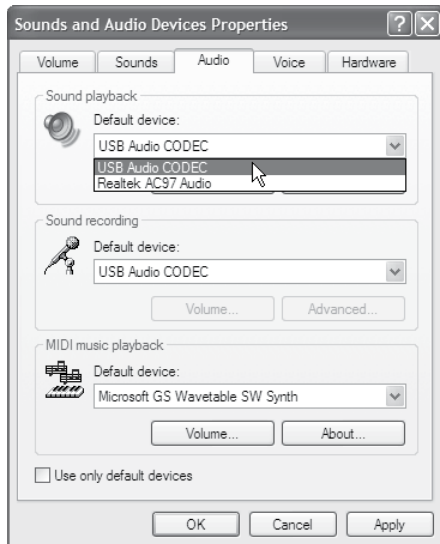 Sounds and Audio Devices Properties
Volume
Sounds
Audio
Voice
Hardware
Sound playback
Default device:
USB Audio CODEC
USB Audio CODEC
Realtek AC97 Audio
Sound recording
Default device:
USB Audio CODEC
Volume...
Advanced...
MIDI music playback
Default device:
Microsoft GS Wavetable SW Synth
Volume...
About...
Use only default devices
OK
Cancel
Apply